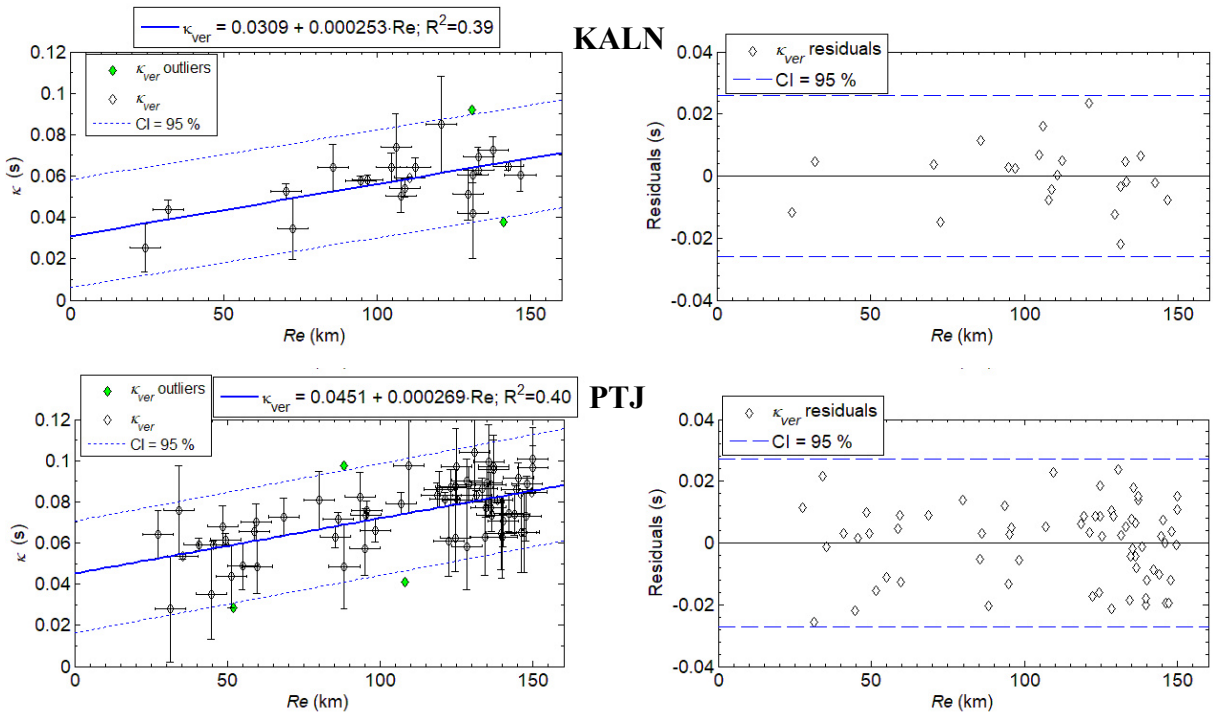 κver = 0.0309 + 0.000253·Re; R2=0.39
KALN
κver outliers
κver
CI = 95 %
0.12
0.1
0.08
0.06
0.04
0.02
0
κ (s)
0
50
100
150
Re (km)
κver residuals
CI = 95 %
0.04
0.02
0
-0.02
-0.04
Residuals (s)
0
50
100
150
Re (km)
κver outliers
κver
CI = 95 %
κver = 0.0451 + 0.000269·Re; R2=0.40
PTJ
0.12
0.1
0.08
0.06
0.04
0.02
0
κ (s)
0
50
100
150
Re (km)
κver residuals
CI = 95 %
0.04
0.02
0
-0.02
-0.04
Residuals (s)
0
50
100
150
Re (km)